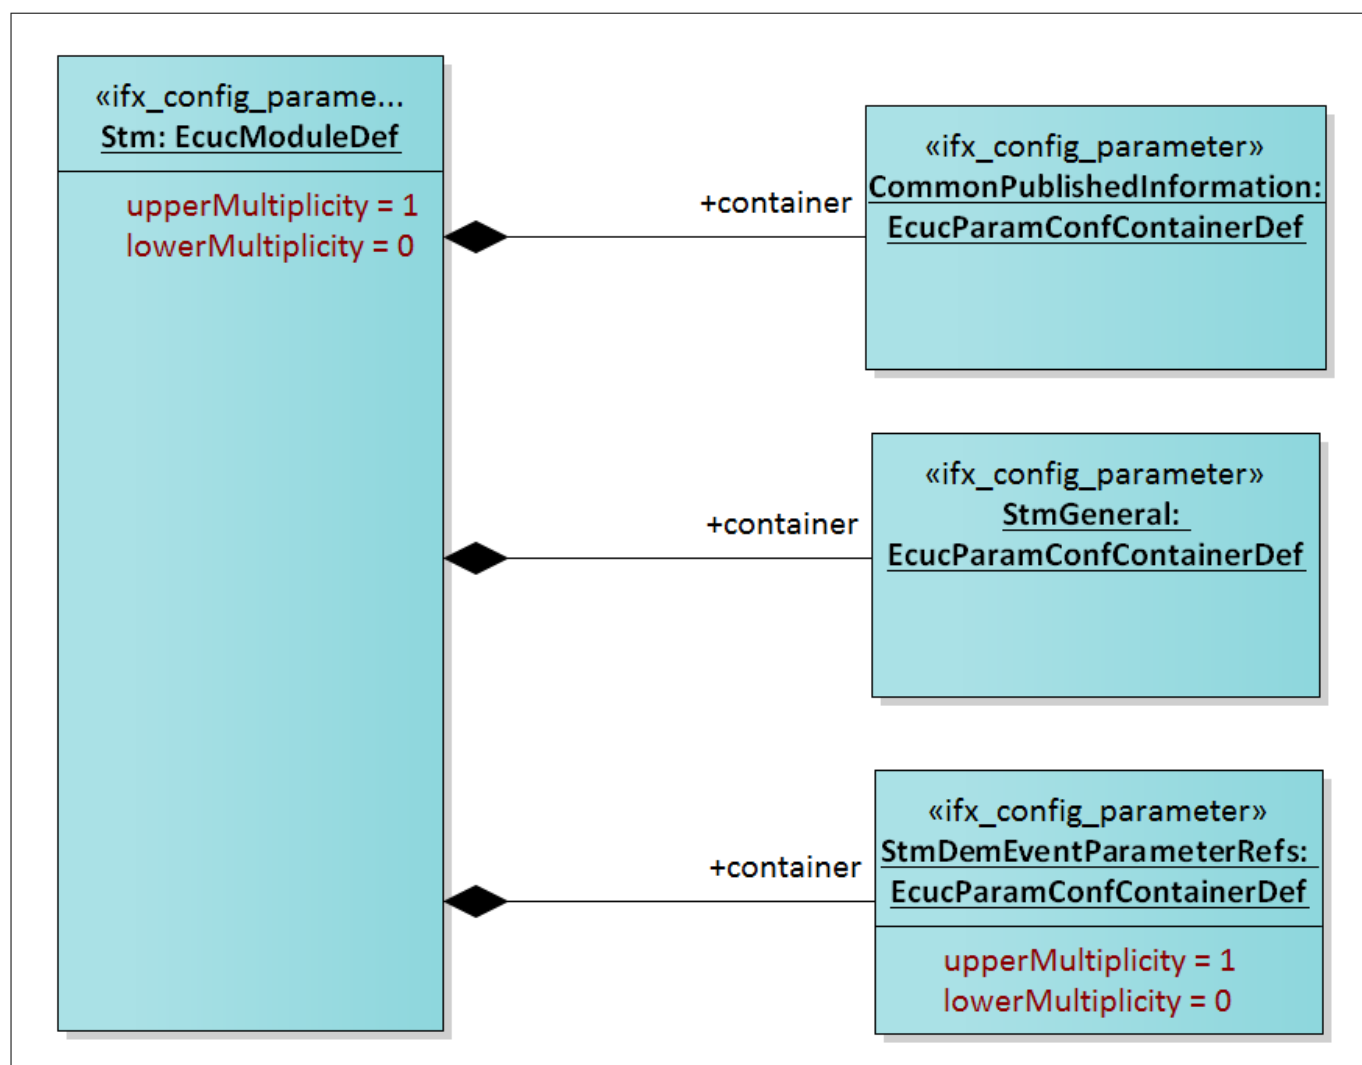 «ifx_config_parame...
Stm: EcucModuleDef
upperMultiplicity = 1
lowerMultiplicity = 0
+container
«ifx_config_parameter»
CommonPublishedInformation:
EcucParamConfContainerDef
+container
«ifx_config_parameter»
StmGeneral:
EcucParamConfContainerDef
+container
«ifx_config_parameter»
StmDemEventParameterRefs:
EcucParamConfContainerDef
upperMultiplicity = 1
lowerMultiplicity = 0